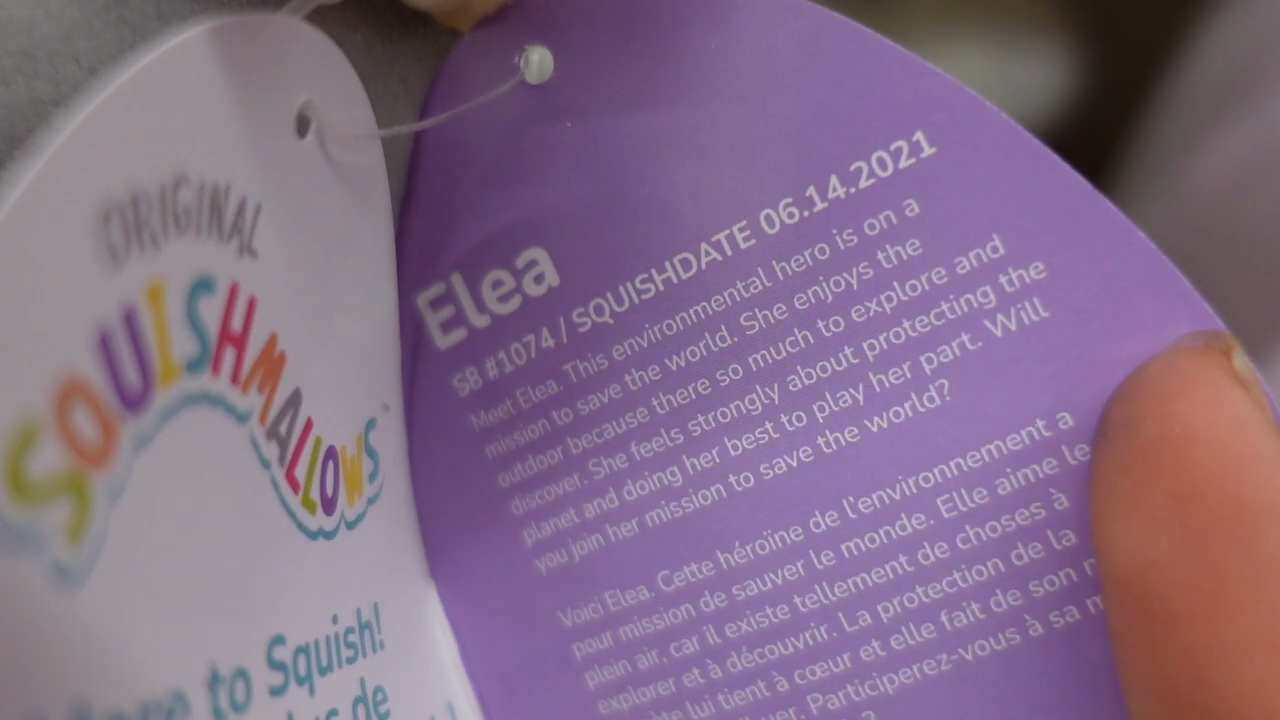 ORIGINAL
SQUISHMALLOWS
to Squish!
de
Elea
S8 #1074 / SQUISHDATE 06.14.2021
Meet Elea. This environmental hero is on a
mission to save the world. She enjoys the
outdoor because there so much to explore and
discover. She feels strongly about protecting the
planet and doing her best to play her part. Will
you join her mission to save the world?
Voici Elea. Cette héroïne de l'environnement a
pour mission de sauver le monde. Elle aime le
plein air, car il existe tellement de choses à
explorer et à découvrir. La protection de la
lui tient à cœur et elle fait de son
Participerez-vous à sa